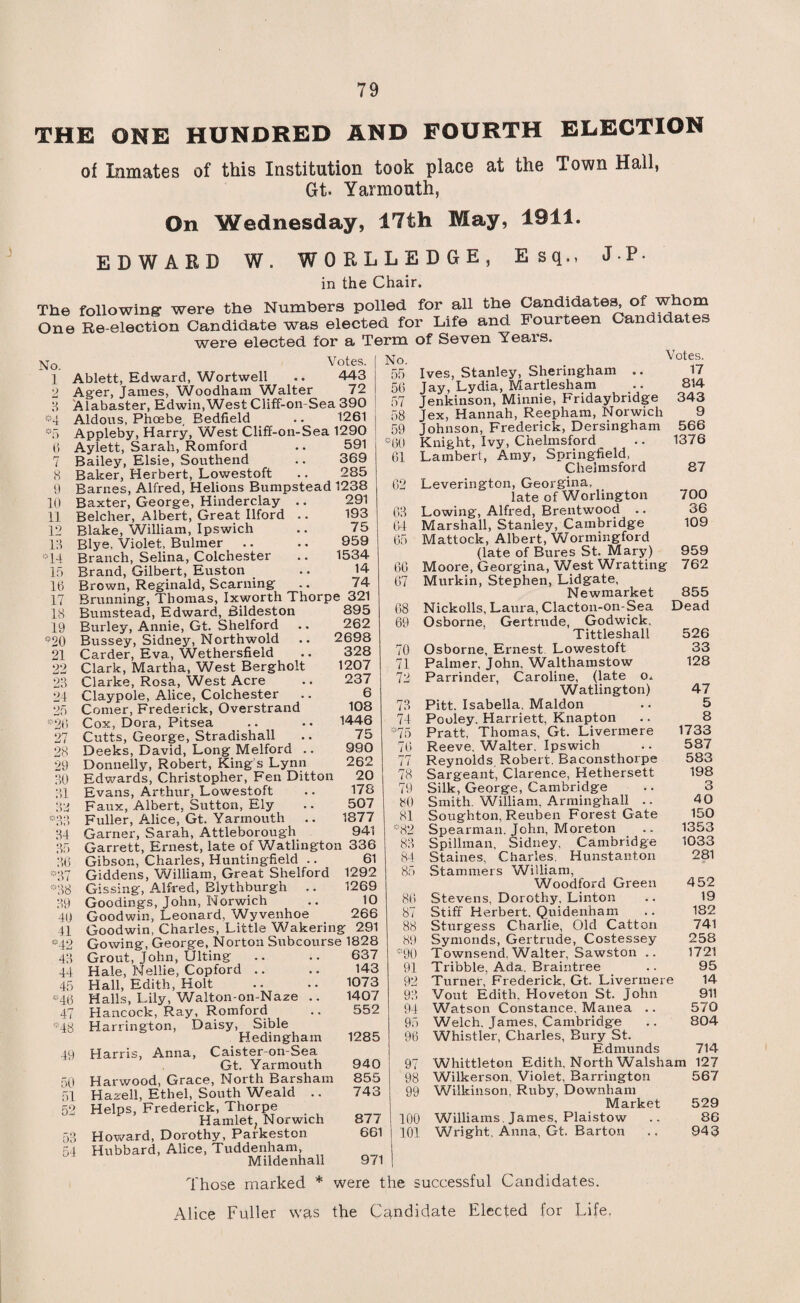 79
THE ONE HUNDRED AND FOURTH ELECTION
of Inmates of this Institution took place at the Town Hall,
Gt. Yarmouth,
On Wednesday, 17th May, 1911.
EDWARD W. WORLLEDGE, Esq., J.P.
in the Chair.
The following were the Numbers polled for all the Candidates, of whom
One Re-election Candidate was elected for Life and Fourteen Candidates
were elected for a Term of Seven Years.
No. Votes.
1 Ablett, Edward, Wortwell .. 443
2 Ager, James, Woodham Walter 72
3 Alabaster, Edwin, West Cliff-on-Sea 390
*4 Aldous, Phœbe, Bedfield .. 1261
*5 Appleby, Harry, West Cliff-on-Sea 1290
6 Aylett, Sarah, Romford .. 591
7 Bailey, Elsie, Southend .. 369
8 Baker, Herbert, Lowestoft .. 285
9 Barnes, Alfred, Helions Bumpstead 1238
10 Baxter, George, Hinderclay .. 291
11 Belcher, Albert, Great Ilford .. 193
12 Blake, William, Ipswich .. 75
13 Blye, Violet, Bulmer .. .. 959
*14 Branch, Selina, Colchester .. 1534
15 Brand, Gilbert, Euston .. 14
16 Brown, Reginald, Scarning .. 74
17 Brunning, Thomas, Ixworth Thorpe 321
18 Bumstead, Edward, Bildeston 895
19 Burley, Annie, Gt. Shelford .. 262
*20 Bussey, Sidney, Northwold .. 2698
21 Carder, Eva, Wethersfield .. 328
22 Clark, Martha, West Bergholt 1207
23 Clarke, Rosa, West Acre .. 237
24 Claypole, Alice, Colchester .. 6
25 Comer, Frederick, Overstrand 108
*26 Cox, Dora, Pitsea .. .. 1446
27 Cutts, George, Stradishall .. 75
28 Deeks, David, Long Melford .. 990
29 Donnelly, Robert, King's Lynn 262
30 Edwards, Christopher, Fen Ditton 20
31 Evans, Arthur, Lowestoft .. 178
32 Faux, Albert, Sutton, Ely .. 507
*33 Fuller, Alice, Gt. Yarmouth .. 1877
34 Garner, Sarah, Attleborough 941
35 Garrett, Ernest, late of Watlington 336
36 Gibson, Charles, Huntingfield .. 61
*37 Giddens, William, Great Shelford 1292
*38 Gissing, Alfred, Blythburgh .. 1269
39 Goodings, John, Norwich .. 10
40 Goodwin, Leonard, Wyvenhoe 266
41 Goodwin, Charles, Little Wakering 291
*42 Gowing, George, Norton Subcourse 1828
43 Grout, John, Ulting .. .. 637
44 Hale, Nellie, Copford .. .. 143
45 Hall, Edith, Holt .. .. 1073
*46 Halls, Lily, Walton-on-Naze .. 1407
47 Hancock, Ray, Romford .. 552
*48 Harrington, Daisy, Sible
Hedingham 1285
49 Harris, Anna, Caister-on-Sea
Gt. Yarmouth 940
50 Harwood, Grace, North Barsham 855
51 Hazell, Ethel, South Weald .. 743
52 Helps, Frederick, Thorpe
Hamlet, Norwich 877
53 Howard, Dorothy, Parkeston 661
54 Hubbard, Alice, Tuddenham,
Mildenhall 971
No. Votes.
55 Ives, Stanley, Sheringham .. 17
56 Jay, Lydia, Martlesham .. 814
57 Jenkinson, Minnie, Fridaybridge 343
58 Jex, Hannah, Reepham, Norwich 9
59 Johnson, Frederick, Dersingham 566
*60 Knight, Ivy, Chelmsford .. 1376
61 Lambert, Amy, Springfield,
Chelmsford 87
62 Leverington, Georgina,
late of Worlington 700
63 Lowing, Alfred, Brentwood .. 36
64 Marshall, Stanley, Cambridge 109
65 Mattock, Albert, Wormingford
(late of Bures St. Mary) 959
66 Moore, Georgina, West Wratting 762
67 Murkin, Stephen, Lidgate,
Newmarket 855
68 Nickolls, Laura, Clacton-on-Sea Dead
69 Osborne, Gertrude, Godwick,
Tittleshall 526
70 Osborne, Ernest, Lowestoft 33
71 Palmer, John, Walthamstow 128
72 Parrinder, Caroline, (late o.
Watlington) 47
73 Pitt, Isabella, Maldon .. 5
74 Pooley, Harriett, Knapton .. 8
*75 Pratt, Thomas, Gt. Livermere 1733
76 Reeve, Walter, Ipswich .. 587
77 Reynolds, Robert, Baconsthorpe 583
78 Sargeant, Clarence, Hethersett 198
79 Silk, George, Cambridge .. 3
80 Smith, William, Arminghall .. 40
81 Soughton, Reuben Forest Gate 150
*82 Spearman, John, Moreton .. 1353
83 Spillman, Sidney, Cambridge 1033
84 Staines, Charles, Hunstanton 281
85 Stammers William,
Woodford Green 452
86 Stevens, Dorothy, Linton .. 19
87 Stiff Herbert, Quidenham .. 182
88 Sturgess Charlie, Old Catton 741
89 Symonds, Gertrude, Costessey 258
*90 Townsend, Walter, Sawston .. 1721
91 Tribble, Ada, Braintree .. 95
92 Turner, Frederick, Gt. Livermere 14
93 Vout Edith, Hoveton St. John 911
94 Watson Constance, Manea .. 570
95 Welch, James, Cambridge .. 804
96 Whistler, Charles, Bury St.
Edmunds 714
97 Whittleton Edith, North Walsham 127
98 Wilkerson, Violet, Barrington 567
99 Wilkinson, Ruby, Downham
Market 529
100 Williams, James, Plaistow .. 86
101 Wright, Anna, Gt. Barton .. 943
Those marked * were the successful Candidates.
Alice Fuller was the Candidate Elected for Life.